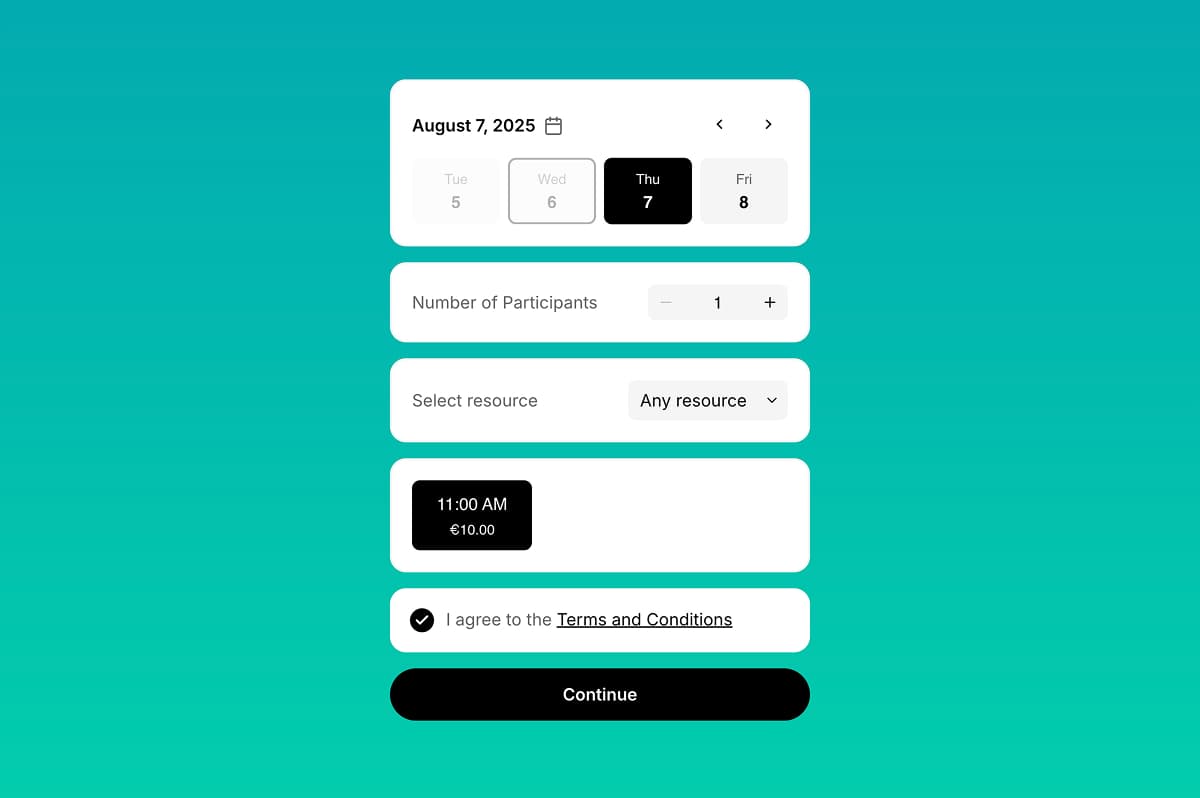 August 7, 2025
Tue Wed Thu Fri
5 6 7 8
Number of Participants 1
Select resource Any resource
11:00 AM
€10.00
I agree to the Terms and Conditions
Continue